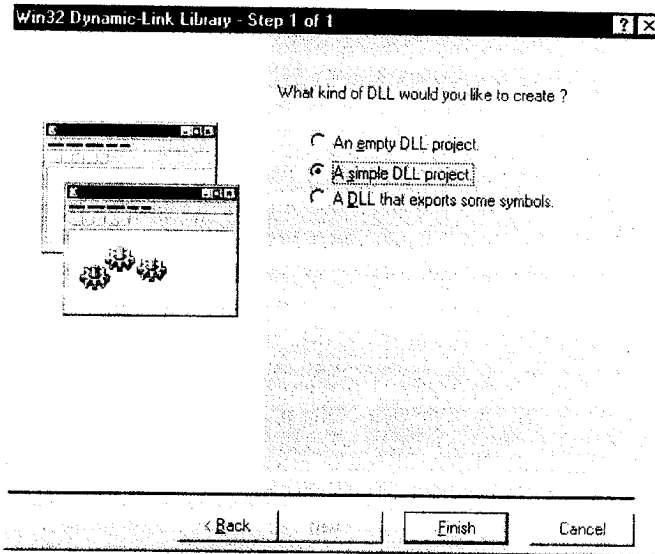 Win32 Dynamic-Link Library - Step 1 of 1
What kind of DLL would you like to create ?
An empty DLL project.
A simple DLL project.
A DLL that exports some symbols.
< Back
Finish
Cancel